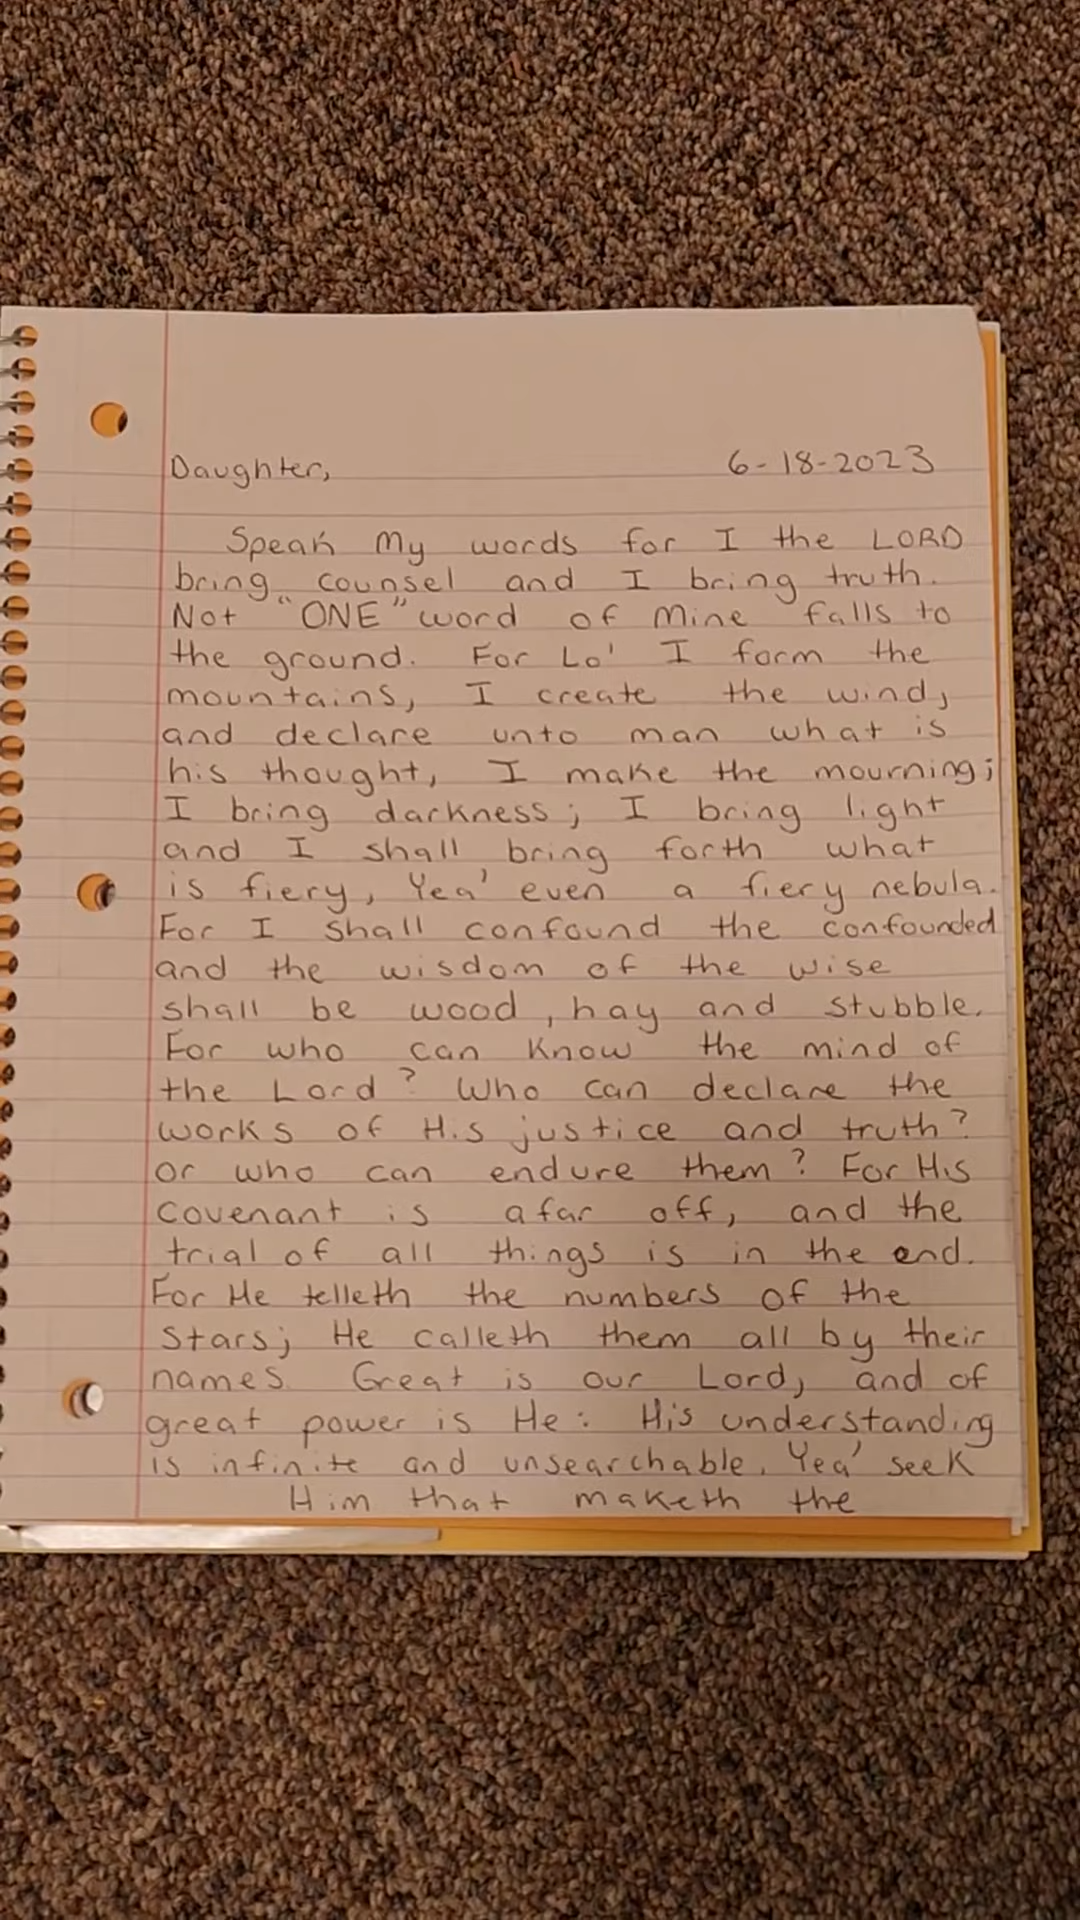 Daughter, 6-18-2023
Speak My words for I the LORD
bring counsel and I bring truth.
Not "ONE" word of Mine falls to
the ground. For Lo' I form the
mountains, I create the wind,
and declare unto man what is
his thought, I make the mourning;
I bring darkness; I bring light
and I shall bring forth what
is fiery, Yea' even a fiery nebula.
For I shall confound the confounded
and the wisdom of the wise
shall be wood, hay and stubble.
For who can know the mind of
the Lord? Who can declare the
works of His justice and truth?
or who can endure them? For His
covenant is afar off, and the
trial of all things is in the end.
For He telleth the numbers of the
Stars; He calleth them all by their
names. Great is our Lord, and of
great power is He: His understanding
is infinite and unsearchable. Yea' seek
Him that maketh the